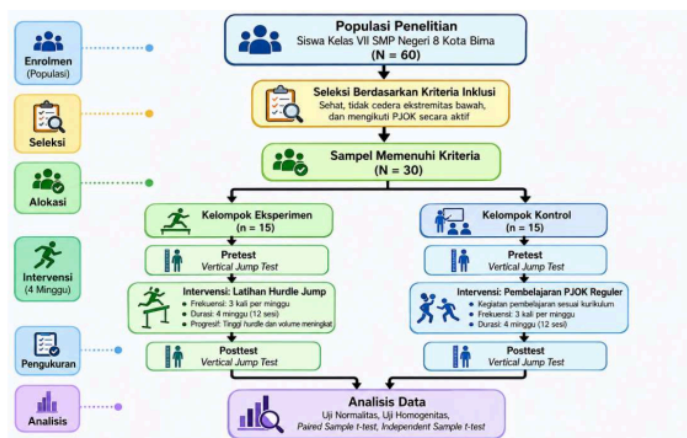 Populasi Penelitian
Siswa Kelas VII SMP Negeri 8 Kota Bima
(N = 60)
Enrolmen
(Populasi)
Seleksi Berdasarkan Kriteria Inklusi
Sehat, tidak cedera ekstremitas bawah,
dan mengikuti PJOK secara aktif
Seleksi
Sampel Memenuhi Kriteria
(N = 30)
Alokasi
Kelompok Eksperimen
(n = 15)
Kelompok Kontrol
(n = 15)
Pretest
Vertical Jump Test
Pretest
Vertical Jump Test
Intervensi
(4 Minggu)
Intervensi: Latihan Hurdle Jump
Frekuensi: 3 kali per minggu
Durasi: 4 minggu (12 sesi)
Progresif: Tinggi hurdle dan volume meningkat
Intervensi: Pembelajaran PJOK Reguler
Kegiatan pembelajaran sesuai kurikulum
Frekuensi: 3 kali per minggu
Durasi: 4 minggu (12 sesi)
Pengukuran
Posttest
Vertical Jump Test
Posttest
Vertical Jump Test
Analisis
Analisis Data
Uji Normalitas, Uji Homogenitas,
Paired Sample t-test, Independent Sample t-test